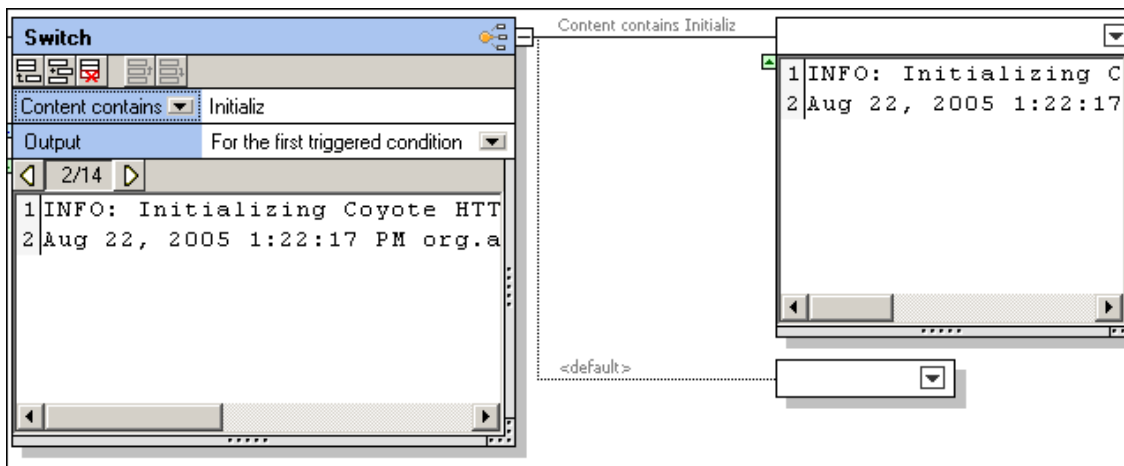 Switch
Content contains Initializ
Output For the first triggered condition
2/14
1 INFO: Initializing Coyote HTT
2 Aug 22, 2005 1:22:17 PM org.a
Content contains Initializ
1 INFO: Initializing C
2 Aug 22, 2005 1:22:17
<default>